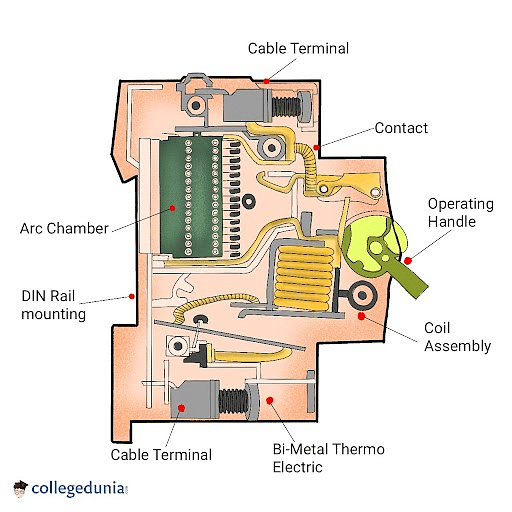 Cable Terminal
Contact
Operating
Handle
Arc Chamber
DIN Rail
mounting
Coil
Assembly
Cable Terminal
Bi-Metal Thermo
Electric
collegedunia